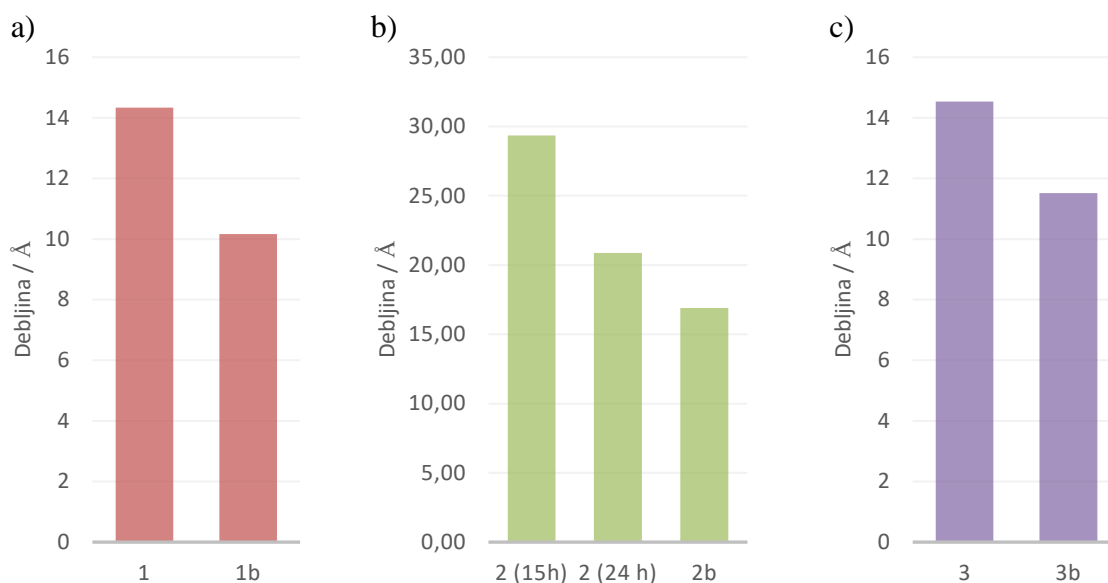 a)
16
14
12
10
8
6
4
2
0
Debljina / Å
1
1b
b)
35,00
30,00
25,00
20,00
15,00
10,00
5,00
0,00
Debljina / Å
2 (15h)
2 (24 h)
2b
c)
16
14
12
10
8
6
4
2
0
Debljina / Å
3
3b